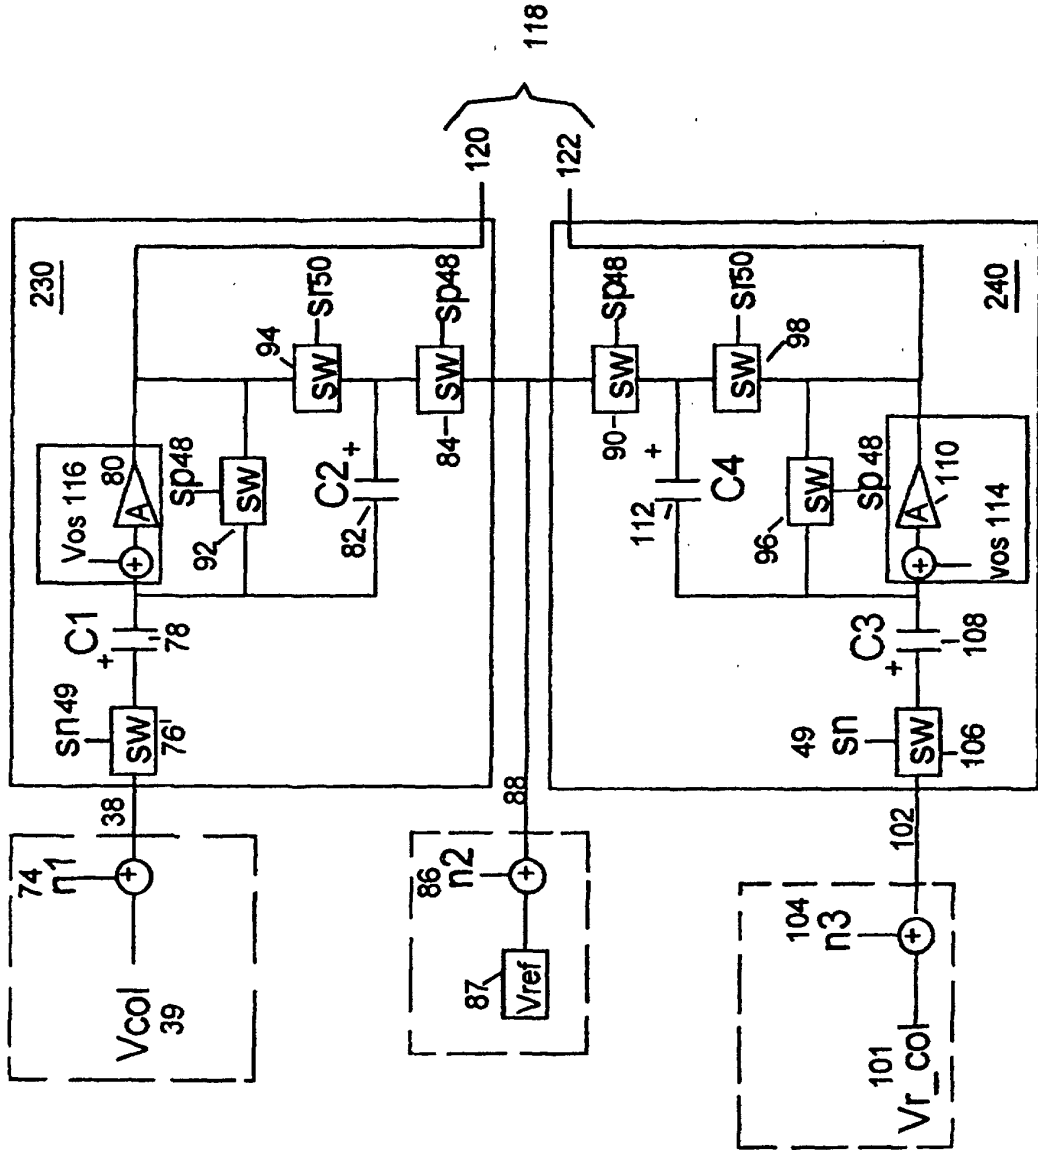 118
120
122
230
240
Vos 116
A
80
sp48
SW
92
94
SW
sr50
C2
+
82
84
SW
sp48
C1
+
78
sn49
SW
76
38
74
n1
+
Vcol
39
88
86
n2
+
87
Vref
90
SW
sp48
SW
sr50
98
+
112
C4
96
SW
sp48
A
110
+
vos 114
C3
+
108
49
sn
SW
106
102
104
n3
+
101
Vr_col
+